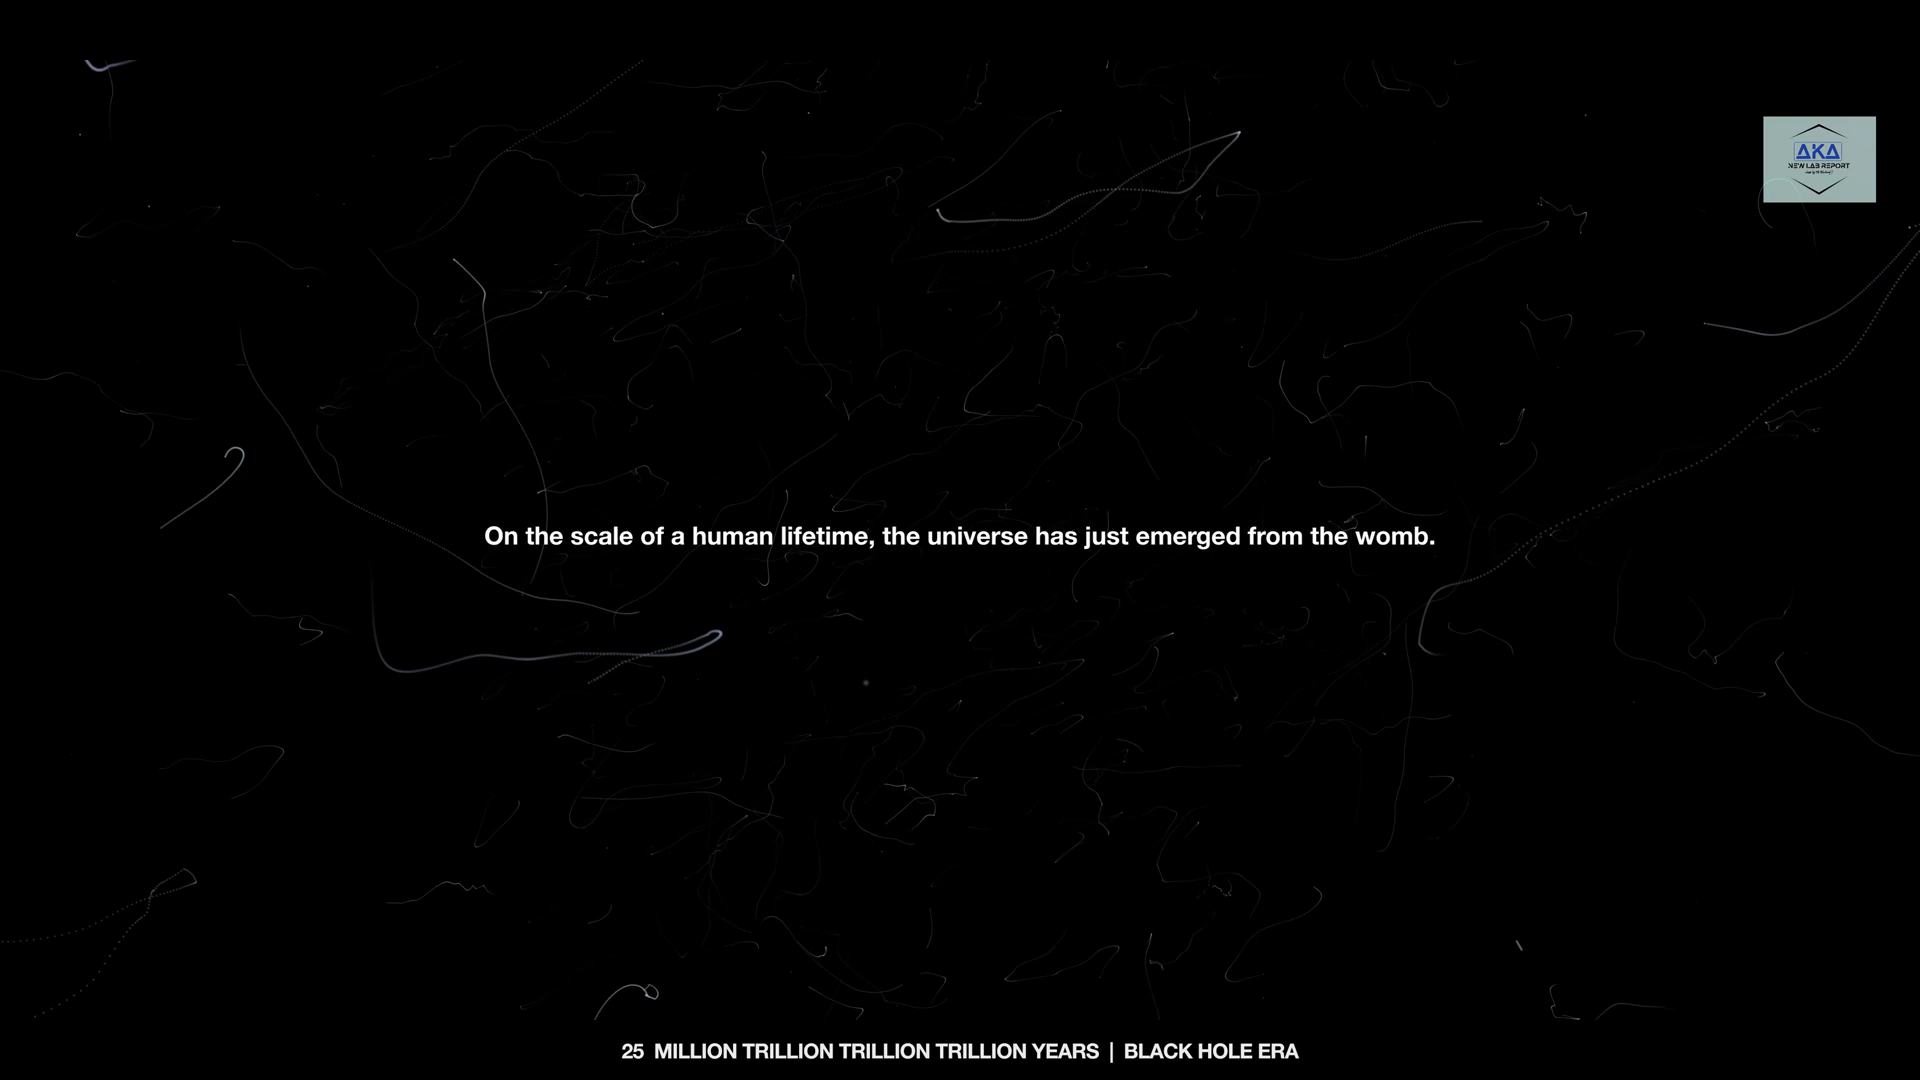 AKA
NEW LAB REPORT
On the scale of a human lifetime, the universe has just emerged from the womb.
25 MILLION TRILLION TRILLION TRILLION YEARS | BLACK HOLE ERA